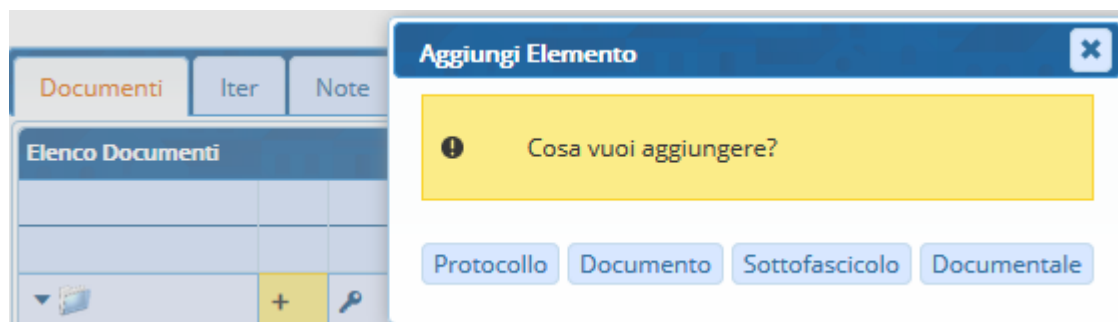 Documenti Iter Note
Elenco Documenti
+
Aggiungi Elemento
Cosa vuoi aggiungere?
Protocollo Documento Sottofascicolo Documentale